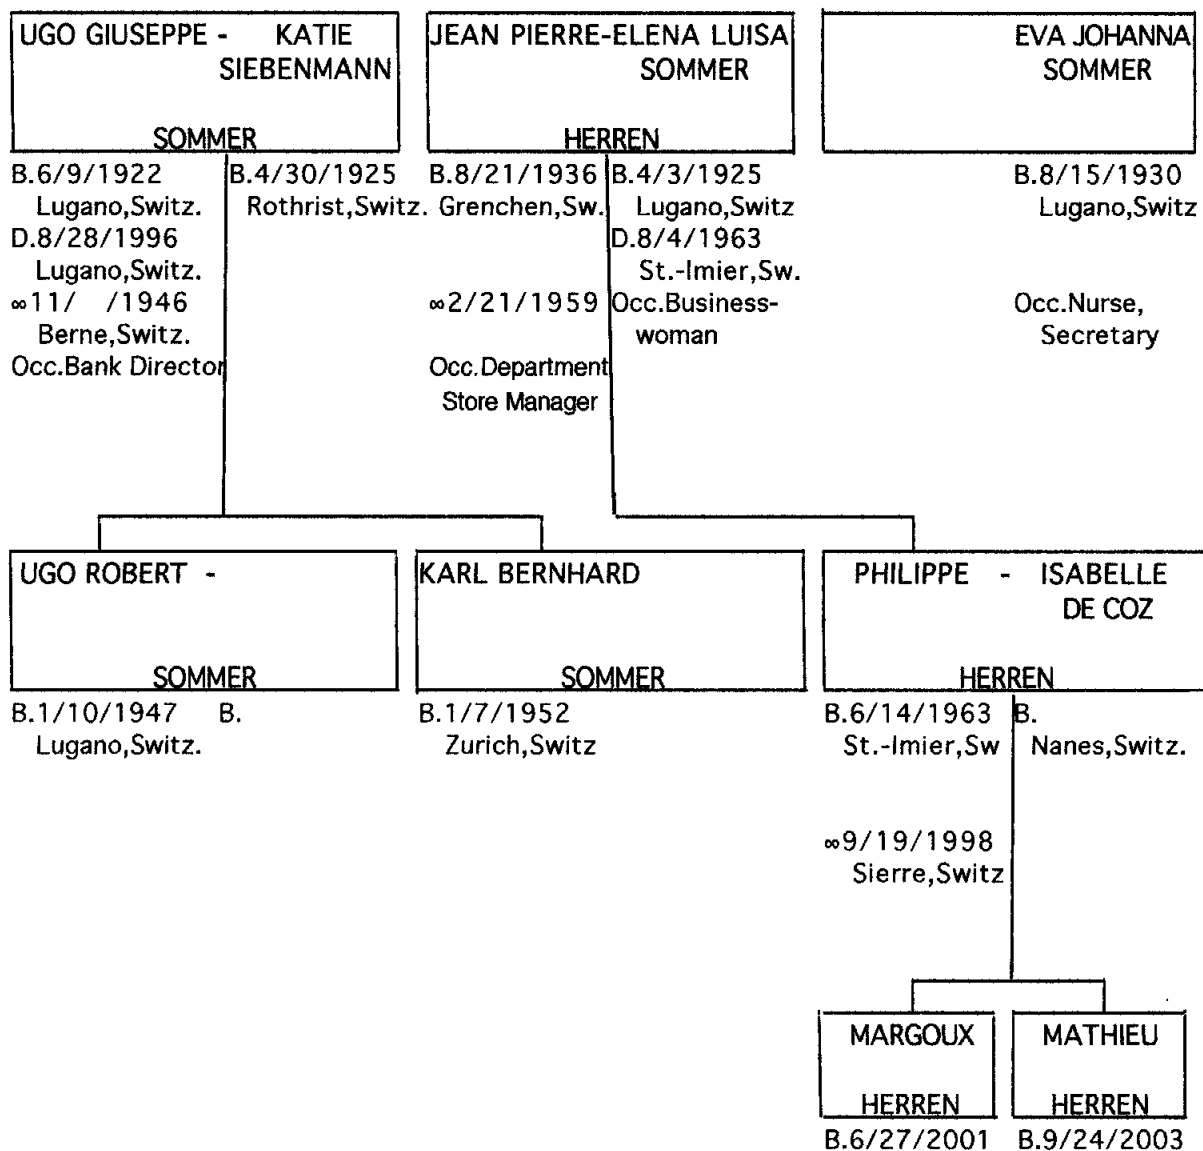 UGO GIUSEPPE - KATIE
SIEBENMANN
SOMMER
B.6/9/1922 B.4/30/1925
Lugano,Switz. Rothrist,Switz.
D.8/28/1996
Lugano,Switz.
∞11/ /1946
Berne,Switz.
Occ.Bank Director
JEAN PIERRE-ELENA LUISA
SOMMER
HERREN
B.8/21/1936 B.4/3/1925
Grenchen,Sw. Lugano,Switz
D.8/4/1963
St.-Imier,Sw.
∞2/21/1959 Occ.Business-
woman
Occ.Department
Store Manager
EVA JOHANNA
SOMMER
B.8/15/1930
Lugano,Switz
Occ.Nurse,
Secretary
UGO ROBERT -
SOMMER
B.1/10/1947 B.
Lugano,Switz.
KARL BERNHARD
SOMMER
B.1/7/1952
Zurich,Switz
PHILIPPE - ISABELLE
DE COZ
HERREN
B.6/14/1963 B.
St.-Imier,Sw Nanes,Switz.
∞9/19/1998
Sierre,Switz
MARGOUX
HERREN
B.6/27/2001
MATHIEU
HERREN
B.9/24/2003